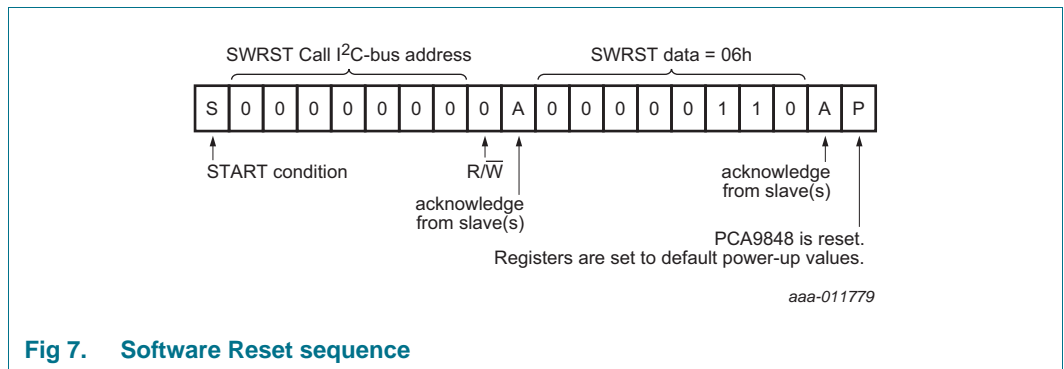 SWRST Call I2C-bus address SWRST data = 06h
S 0 0 0 0 0 0 0 0 A 0 0 0 0 0 1 1 0 A P
START condition R/W acknowledge
acknowledge from slave(s)
from slave(s)
PCA9848 is reset.
Registers are set to default power-up values.
aaa-011779
Fig 7. Software Reset sequence